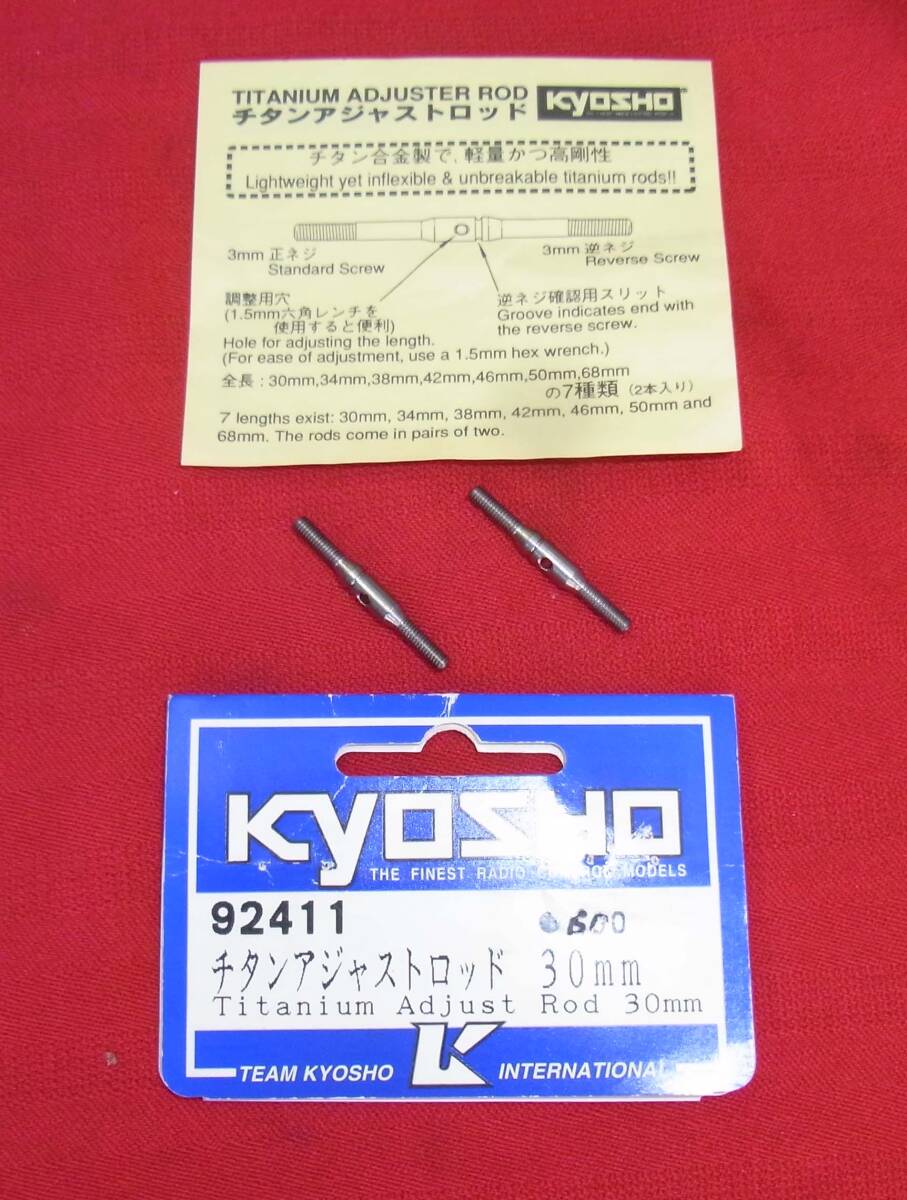 TITANIUM ADJUSTER ROD KYOSHO
チタンアジャストロッド
チタン合金製で、軽量かつ高剛性
Lightweight yet inflexible & unbreakable titanium rods!!
3mm 正ネジ
Standard Screw
3mm 逆ネジ
Reverse Screw
調整用穴
(1.5mm六角レンチを
使用すると便利)
Hole for adjusting the length.
(For ease of adjustment, use a 1.5mm hex wrench.)
逆ネジ確認用スリット
Groove indicates end with
the reverse screw.
全長：30mm,34mm,38mm,42mm,46mm,50mm,68mm
の7種類（2本入り）
7 lengths exist: 30mm, 34mm, 38mm, 42mm, 46mm, 50mm and
68mm. The rods come in pairs of two.
KYOSHO
THE FINEST RADIO CONTROL MODELS
92411
600
チタンアジャストロッド 30mm
Titanium Adjust Rod 30mm
TEAM KYOSHO K INTERNATIONAL